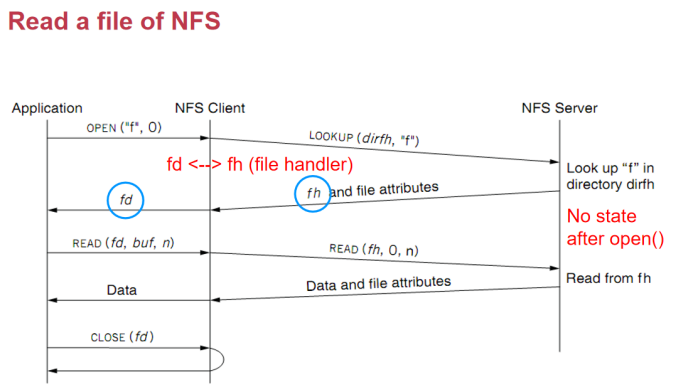 Read a file of NFS
Application
NFS Client
NFS Server
OPEN ("f", 0)
LOOKUP (dirfh, "f")
fd <--> fh (file handler)
Look up "f" in
directory dirfh
fd
fh and file attributes
No state
after open()
READ (fd, buf, n)
READ (fh, 0, n)
Read from fh
Data
Data and file attributes
CLOSE (fd)